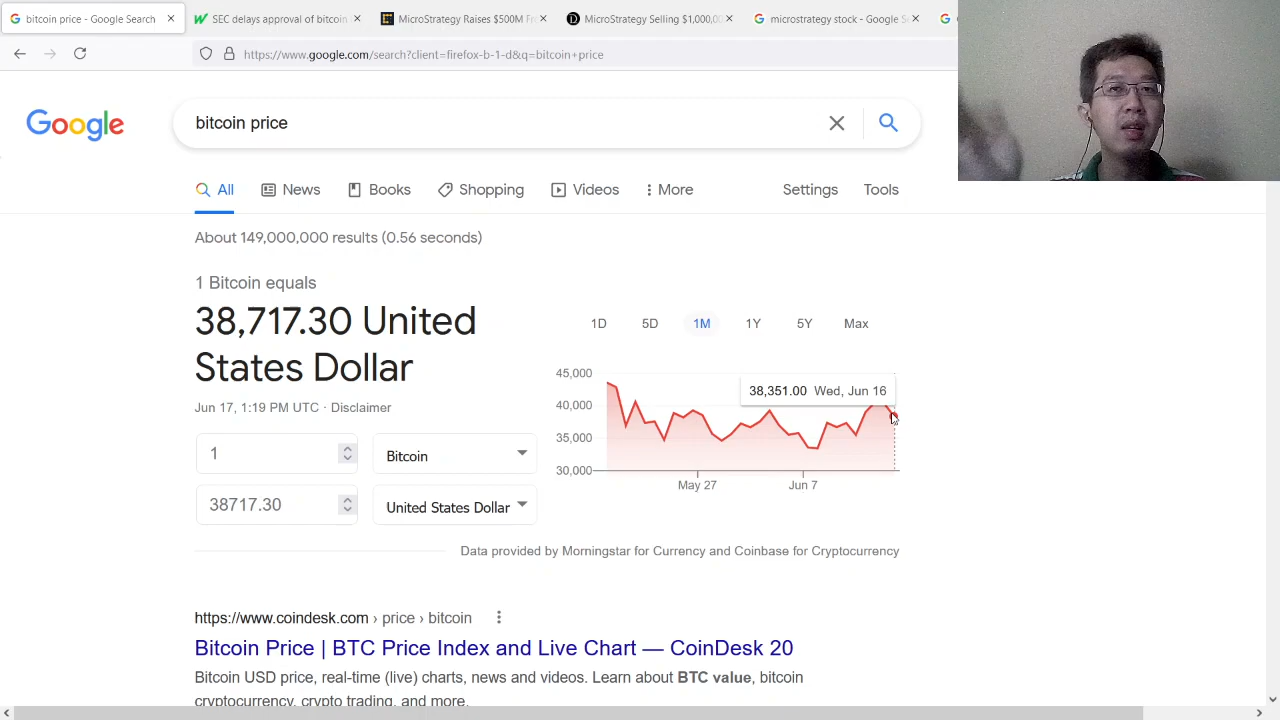 bitcoin price - Google Search
SEC delays approval of bitcoin
MicroStrategy Raises $500M Fr
MicroStrategy Selling $1,000,0
microstrategy stock - Google S
https://www.google.com/search?client=firefox-b-1-d&q=bitcoin+price
Google
bitcoin price
All
News
Books
Shopping
Videos
More
Settings
Tools
About 149,000,000 results (0.56 seconds)
1 Bitcoin equals
38,717.30 United
States Dollar
Jun 17, 1:19 PM UTC · Disclaimer
1
Bitcoin
38717.30
United States Dollar
1D
5D
1M
1Y
5Y
Max
45,000
40,000
35,000
30,000
38,351.00 Wed, Jun 16
May 27
Jun 7
Data provided by Morningstar for Currency and Coinbase for Cryptocurrency
https://www.coindesk.com › price › bitcoin
Bitcoin Price | BTC Price Index and Live Chart — CoinDesk 20
Bitcoin USD price, real-time (live) charts, news and videos. Learn about BTC value, bitcoin
cryptocurrency, crypto trading, and more.